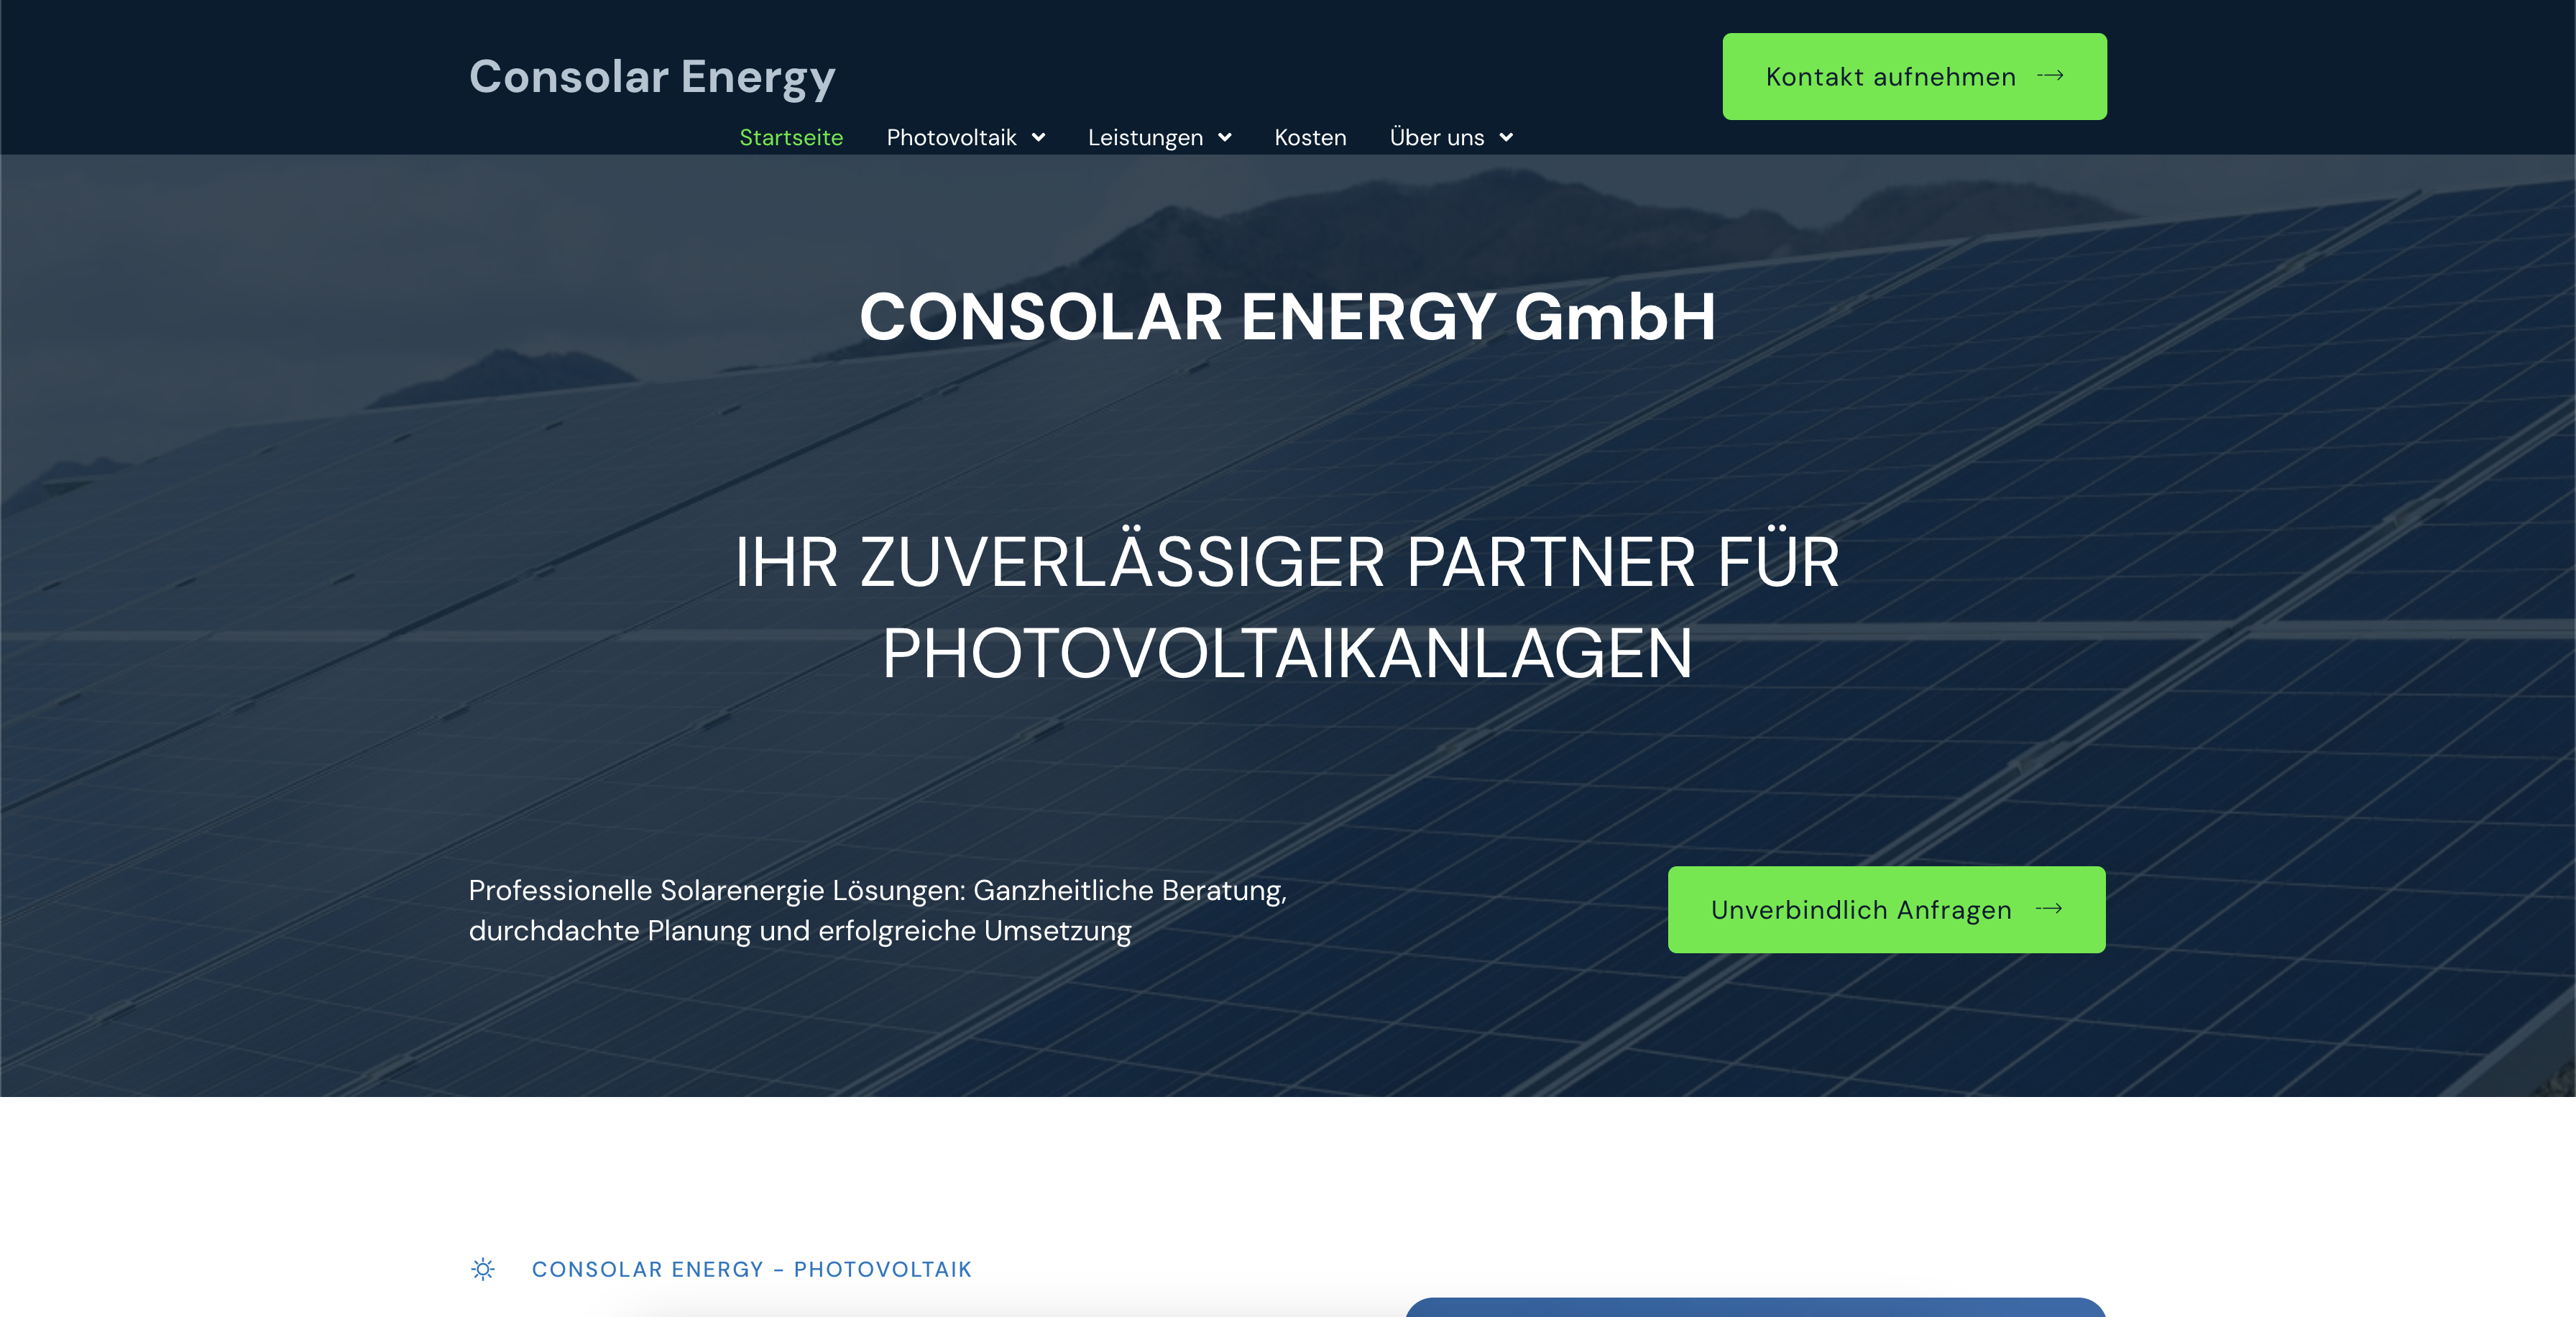 Consolar Energy
Kontakt aufnehmen
Startseite Photovoltaik Leistungen Kosten Über uns
CONSOLAR ENERGY GmbH
IHR ZUVERLÄSSIGER PARTNER FÜR
PHOTOVOLTAIKANLAGEN
Professionelle Solarenergie Lösungen: Ganzheitliche Beratung,
durchdachte Planung und erfolgreiche Umsetzung
Unverbindlich Anfragen
CONSOLAR ENERGY – PHOTOVOLTAIK